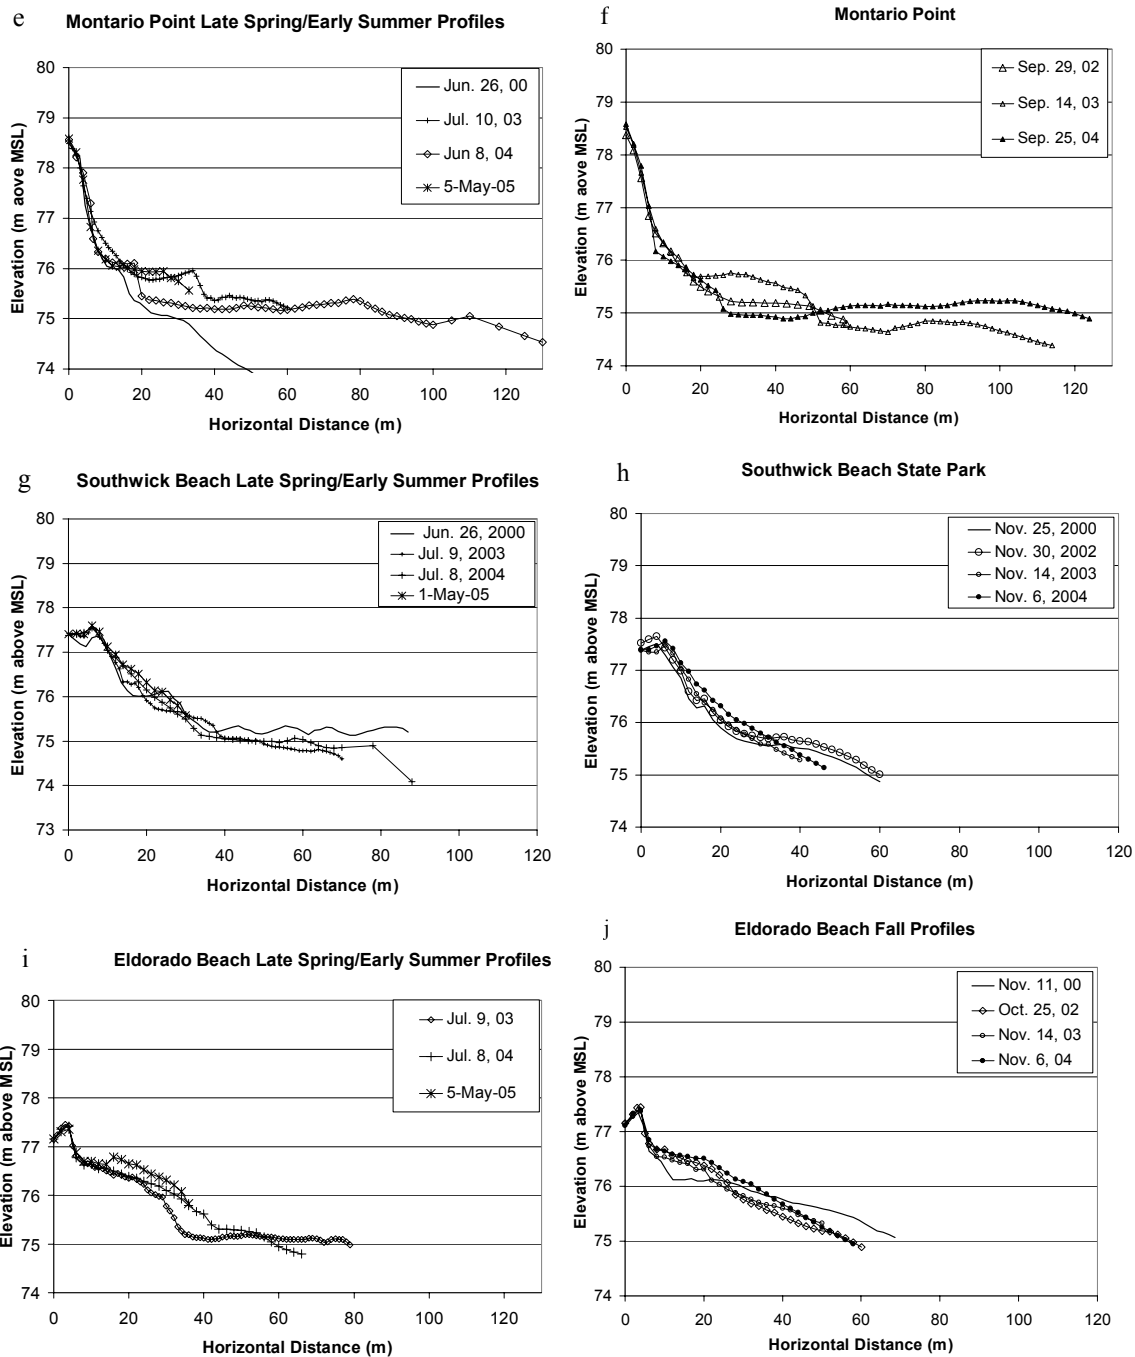 e
Montario Point Late Spring/Early Summer Profiles
80
79
78
77
76
75
74
Elevation (m aove MSL)
Jun. 26, 00
Jul. 10, 03
Jun 8, 04
5-May-05
0 20 40 60 80 100 120
Horizontal Distance (m)
f
Montario Point
80
79
78
77
76
75
74
Elevation (m above MSL)
Sep. 29, 02
Sep. 14, 03
Sep. 25, 04
0 20 40 60 80 100 120
Horizontal Distance (m)
g
Southwick Beach Late Spring/Early Summer Profiles
80
79
78
77
76
75
74
73
Elevation (m above MSL)
Jun. 26, 2000
Jul. 9, 2003
Jul. 8, 2004
1-May-05
0 20 40 60 80 100 120
Horizontal Distance (m)
h
Southwick Beach State Park
80
79
78
77
76
75
74
Elevation (m above MSL)
Nov. 25, 2000
Nov. 30, 2002
Nov. 14, 2003
Nov. 6, 2004
0 20 40 60 80 100 120
Horizontal Distance (m)
i
Eldorado Beach Late Spring/Early Summer Profiles
80
79
78
77
76
75
74
Elevation (m above MSL)
Jul. 9, 03
Jul. 8, 04
5-May-05
0 20 40 60 80 100 120
Horizontal Distance (m)
j
Eldorado Beach Fall Profiles
80
79
78
77
76
75
74
Elevation (m above MSL)
Nov. 11, 00
Oct. 25, 02
Nov. 14, 03
Nov. 6, 04
0 20 40 60 80 100 120
Horizontal Distance (m)